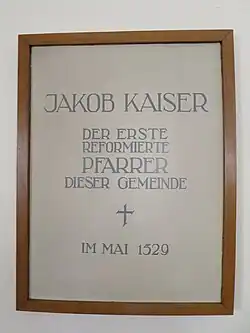 JAKOB KAISER
DER ERSTE
REFORMIERTE
PFARRER
DIESER GEMEINDE
IM MAI 1529